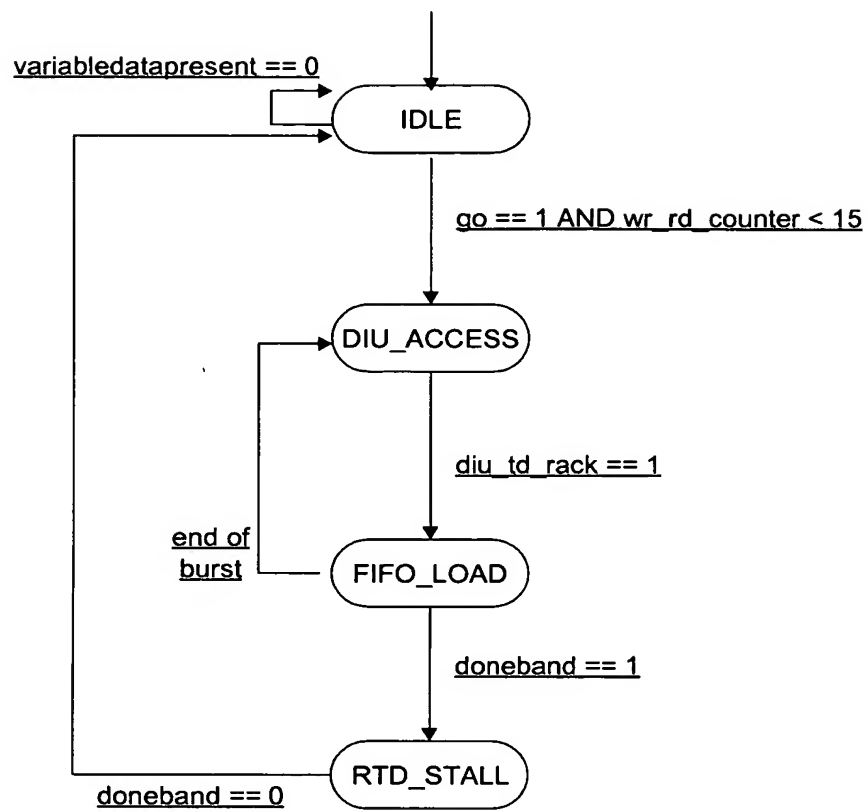 variabledatapresent == 0
IDLE
go == 1 AND wr_rd_counter < 15
DIU_ACCESS
diu_td_rack == 1
end of
burst
FIFO_LOAD
doneband == 1
RTD_STALL
doneband == 0